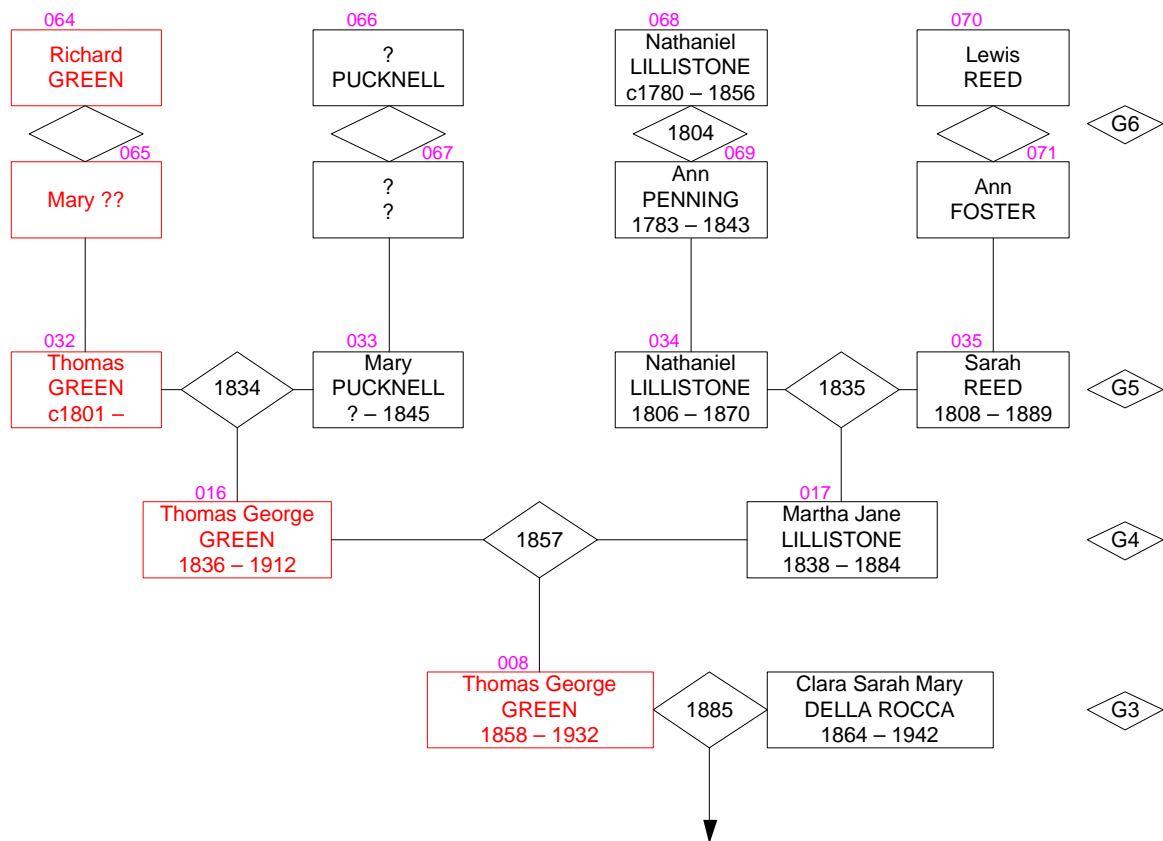 064
Richard
GREEN
066
?
PUCKNELL
068
Nathaniel
LILLISTONE
c1780 – 1856
070
Lewis
REED
1804
G6
065
Mary ??
067
?
?
069
Ann
PENNING
1783 – 1843
071
Ann
FOSTER
032
Thomas
GREEN
c1801 –
1834
033
Mary
PUCKNELL
? – 1845
034
Nathaniel
LILLISTONE
1806 – 1870
1835
035
Sarah
REED
1808 – 1889
G5
016
Thomas George
GREEN
1836 – 1912
1857
017
Martha Jane
LILLISTONE
1838 – 1884
G4
008
Thomas George
GREEN
1858 – 1932
1885
Clara Sarah Mary
DELLA ROCCA
1864 – 1942
G3